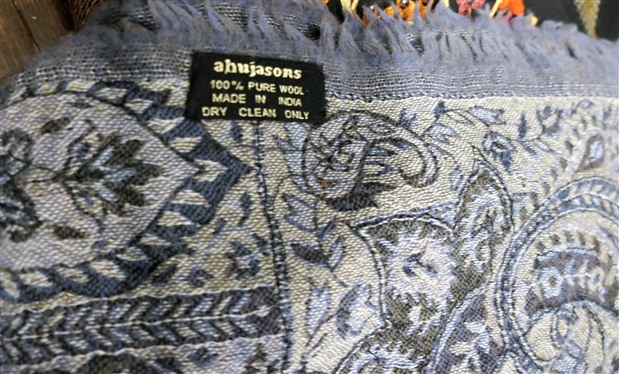 ahujasons
100% PURE WOOL
MADE IN INDIA
DRY CLEAN ONLY